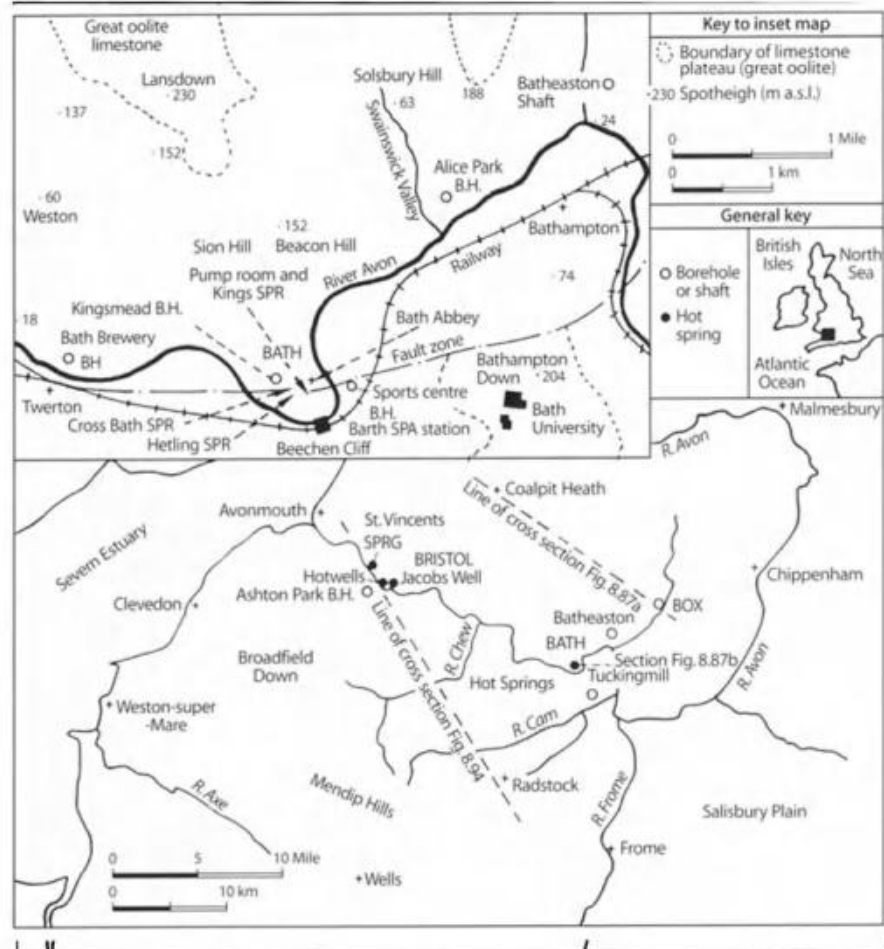 Great oolite
limestone
Lansdown
·230
·137
152·
·60
Weston
·152
Sion Hill
Beacon Hill
Pump room and
Kings SPR
Kingsmead B.H.
·18
Bath Brewery
BH
BATH
Twerton
Cross Bath SPR
Hetling SPR
Beechen Cliff
Barth SPA station
Sports centre
B.H.
Bath Abbey
Fault zone
River Avon
Railway
Solsbury Hill
·63
Swainswick Valley
188
Batheaston
Shaft
·24
Alice Park
B.H.
Bathampton
·74
Bathampton
Down
·204
Bath
University
Key to inset map
Boundary of limestone
plateau (great oolite)
·230 Spotheigh (m a.s.l.)
0 1 Mile
0 1 km
General key
Borehole
or shaft
Hot
spring
British
Isles
North
Sea
Atlantic
Ocean
Malmesbury
R. Avon
Coalpit Heath
Line of cross section Fig. 8.87a
Avonmouth
St. Vincents
SPRG
BRISTOL
Hotwells
Jacobs Well
Ashton Park B.H.
Severn Estuary
Clevedon
Chippenham
BOX
Batheaston
BATH
Section Fig. 8.87b
Tuckingmill
Hot Springs
R. Chew
Broadfield
Down
Line of cross section Fig. 8.94
R. Avon
Weston-super
-Mare
R. Cam
Radstock
R. Axe
Mendip Hills
R. Frome
Salisbury Plain
Frome
Wells
0 5 10 Mile
0 10 km